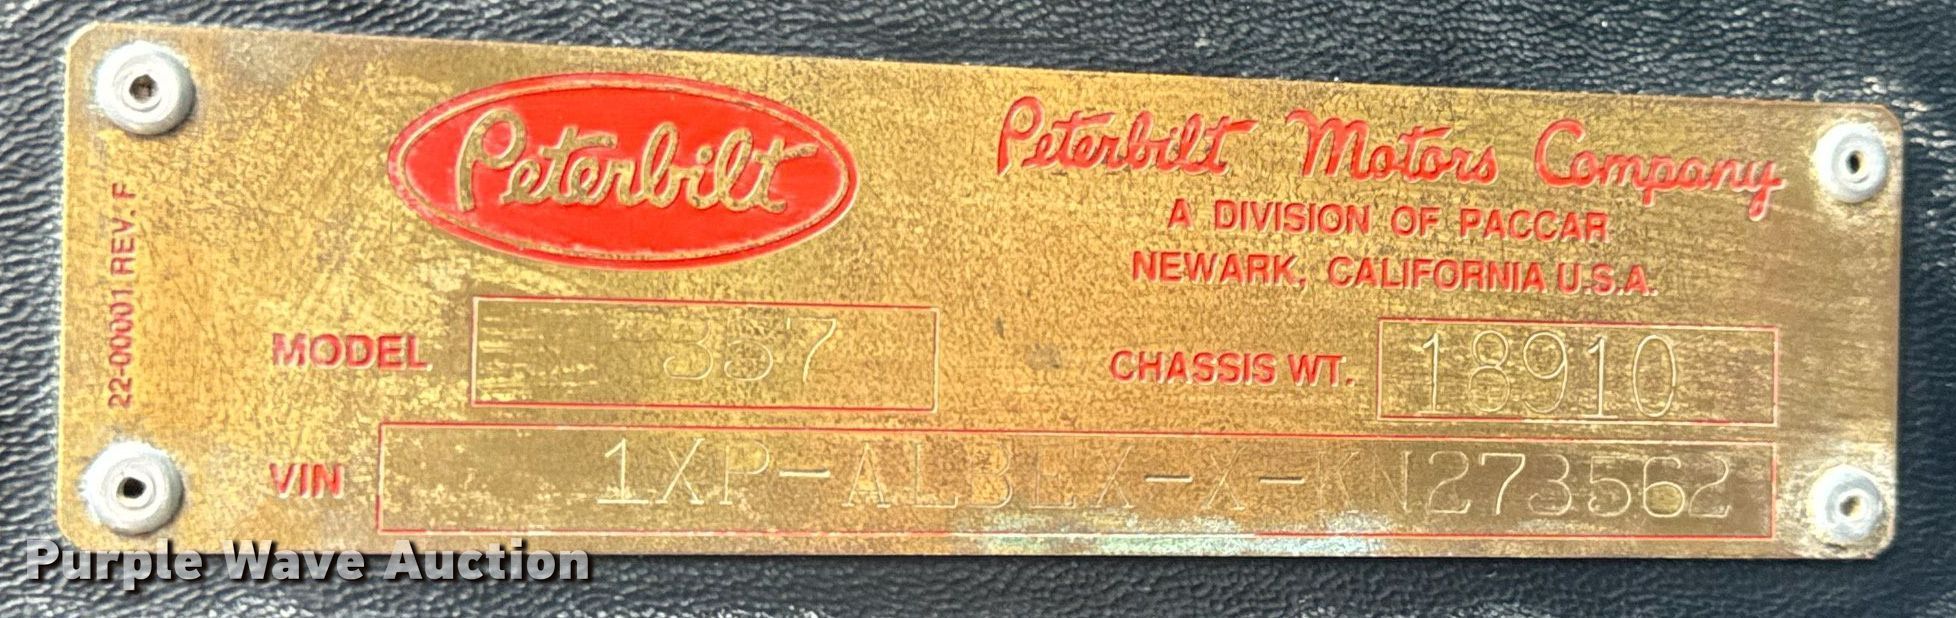 22-00001 REV. F
Peterbilt
Peterbilt Motors Company
A DIVISION OF PACCAR
NEWARK, CALIFORNIA U.S.A.
MODEL 357
CHASSIS WT. 18910
VIN 1XP-ALBEX-X-KN273562
Purple Wave Auction